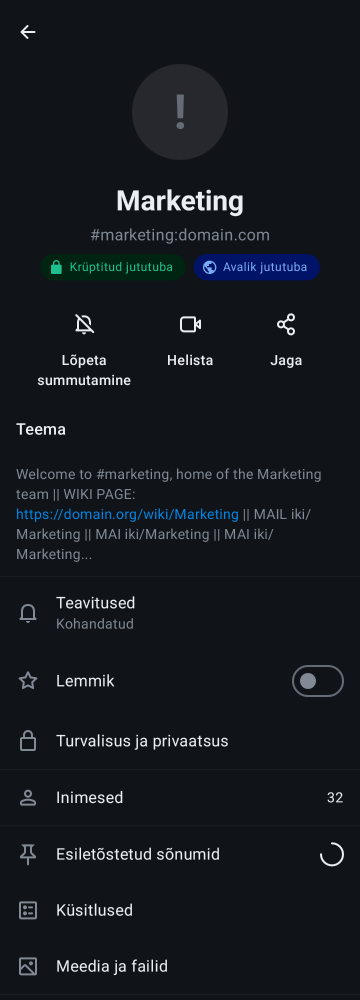 !
Marketing
#marketing:domain.com
Krüptitud jututuba
Avalik jututuba
Lõpeta
summutamine
Helista
Jaga
Teema
Welcome to #marketing, home of the Marketing
team || WIKI PAGE:
https://domain.org/wiki/Marketing || MAIL iki/
Marketing || MAI iki/Marketing || MAI iki/
Marketing...
Teavitused
Kohandatud
Lemmik
Turvalisus ja privaatsus
Inimesed 32
Esiletõstetud sõnumid
Küsitlused
Meedia ja failid